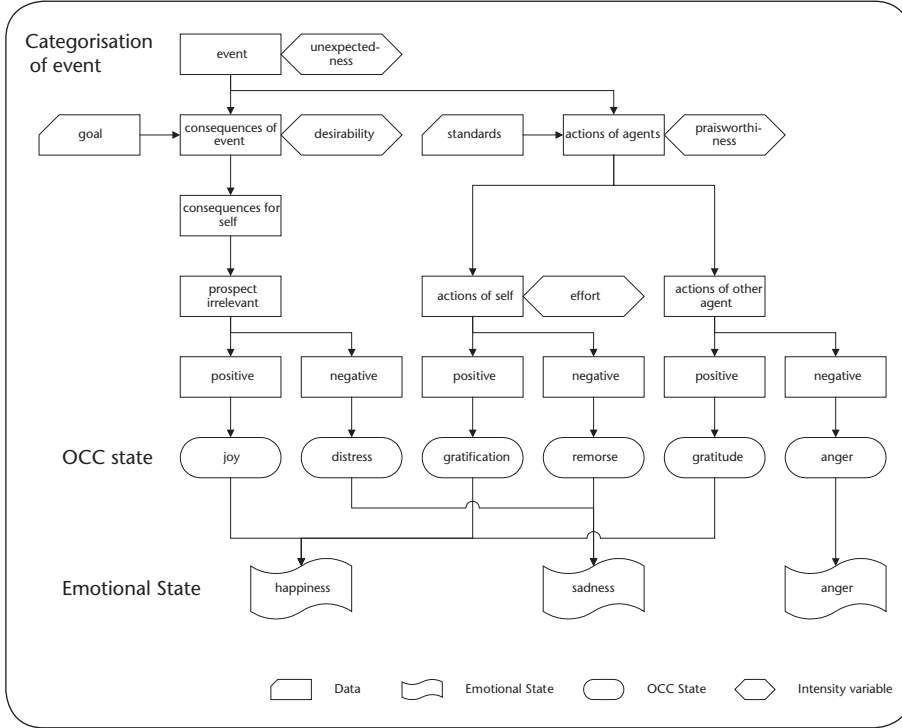 Categorisation
of event
event
unexpected-
ness
goal
consequences of
event
desirability
standards
actions of agents
praisworthi-
ness
consequences for
self
prospect
irrelevant
actions of self
effort
actions of other
agent
positive
negative
positive
negative
positive
negative
OCC state
joy
distress
gratification
remorse
gratitude
anger
Emotional State
happiness
sadness
anger
Data
Emotional State
OCC State
Intensity variable